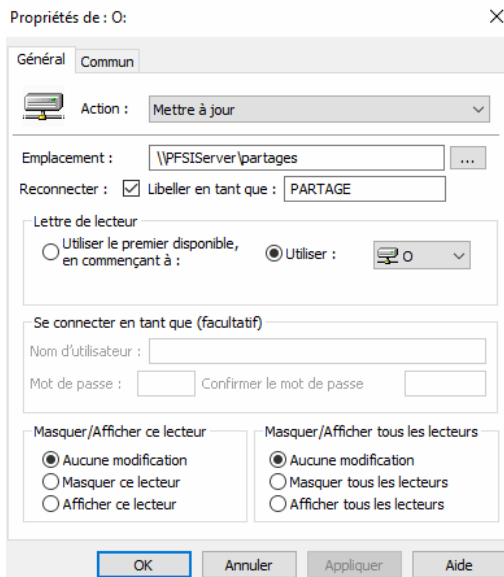 Propriétés de : O:
Général Commun
Action : Mettre à jour
Emplacement : \\PFSIServer\partages ...
Reconnecter : Libeller en tant que : PARTAGE
Lettre de lecteur
Utiliser le premier disponible,
en commençant à :
Utiliser : O
Se connecter en tant que (facultatif)
Nom d'utilisateur :
Mot de passe : Confirmer le mot de passe
Masquer/Afficher ce lecteur
Aucune modification
Masquer ce lecteur
Afficher ce lecteur
Masquer/Afficher tous les lecteurs
Aucune modification
Masquer tous les lecteurs
Afficher tous les lecteurs
OK Annuler Appliquer Aide